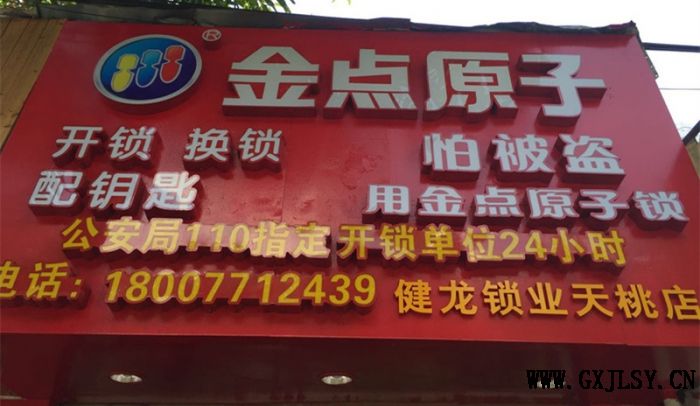 ®
金点原子
开锁 换锁 怕被盗
配钥匙 用金点原子锁
公安局110指定开锁单位24小时
电话：18007712439 健龙锁业天桃店
WWW.GXJLSY.CN